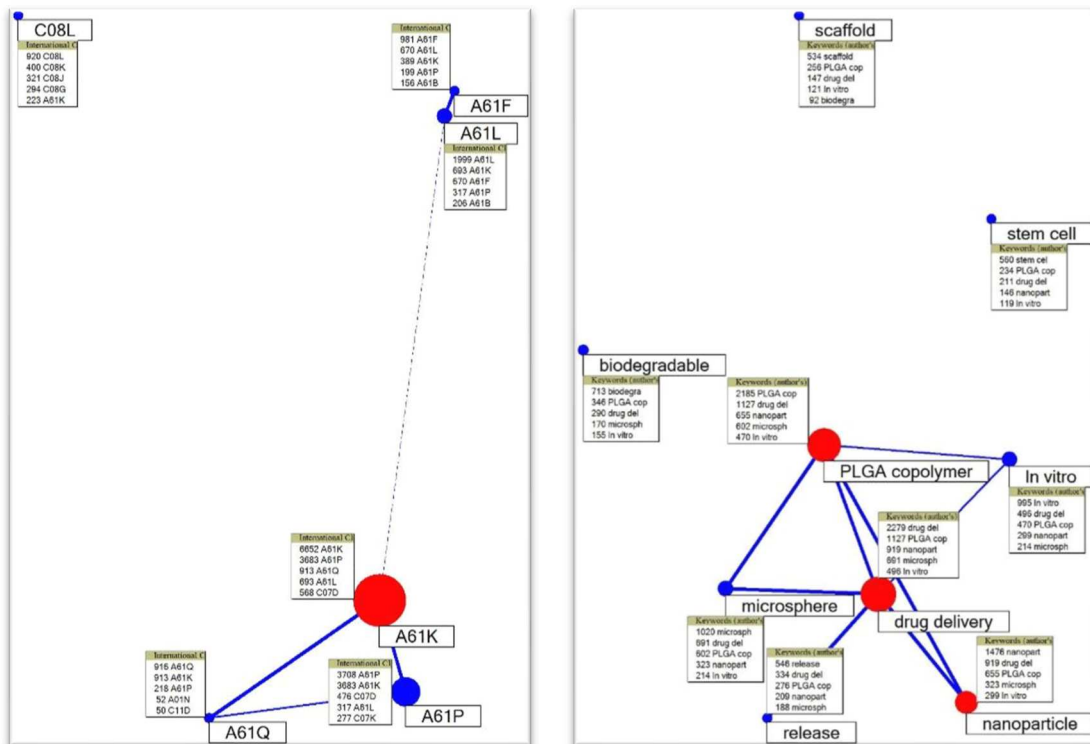 C08L
International C
920 C08L
400 C08K
321 C08J
294 C08G
223 A61K
International C
981 A61F
670 A61L
389 A61K
199 A61P
156 A61B
A61F
A61L
International Cl
1999 A61L
693 A61K
670 A61F
317 A61P
206 A61B
International Cl
6652 A61K
3683 A61P
913 A61Q
693 A61L
568 C07D
A61K
International C
916 A61Q
913 A61K
218 A61P
52 A01N
50 C11D
A61Q
International Cl
3708 A61P
3683 A61K
476 C07D
317 A61L
277 C07K
A61P
scaffold
Keywords (author's
534 scaffold
256 PLGA cop
147 drug del
121 In vitro
92 biodegra
stem cell
Keywords (author's
560 stem cel
234 PLGA cop
211 drug del
146 nanopart
119 In vitro
biodegradable
Keywords (author's
713 biodegra
346 PLGA cop
290 drug del
170 microsph
155 In vitro
Keywords (author's
2185 PLGA cop
1127 drug del
655 nanopart
602 microsph
470 In vitro
PLGA copolymer
In vitro
Keywords (author's
995 In vitro
496 drug del
470 PLGA cop
299 nanopart
214 microsph
Keywords (author's
2279 drug del
1127 PLGA cop
919 nanopart
691 microsph
496 In vitro
microsphere
Keywords (author's
1020 microsph
691 drug del
602 PLGA cop
323 nanopart
214 In vitro
drug delivery
Keywords (author's
546 release
334 drug del
276 PLGA cop
209 nanopart
188 microsph
release
Keywords (author's
1476 nanopart
919 drug del
655 PLGA cop
323 microsph
299 In vitro
nanoparticle